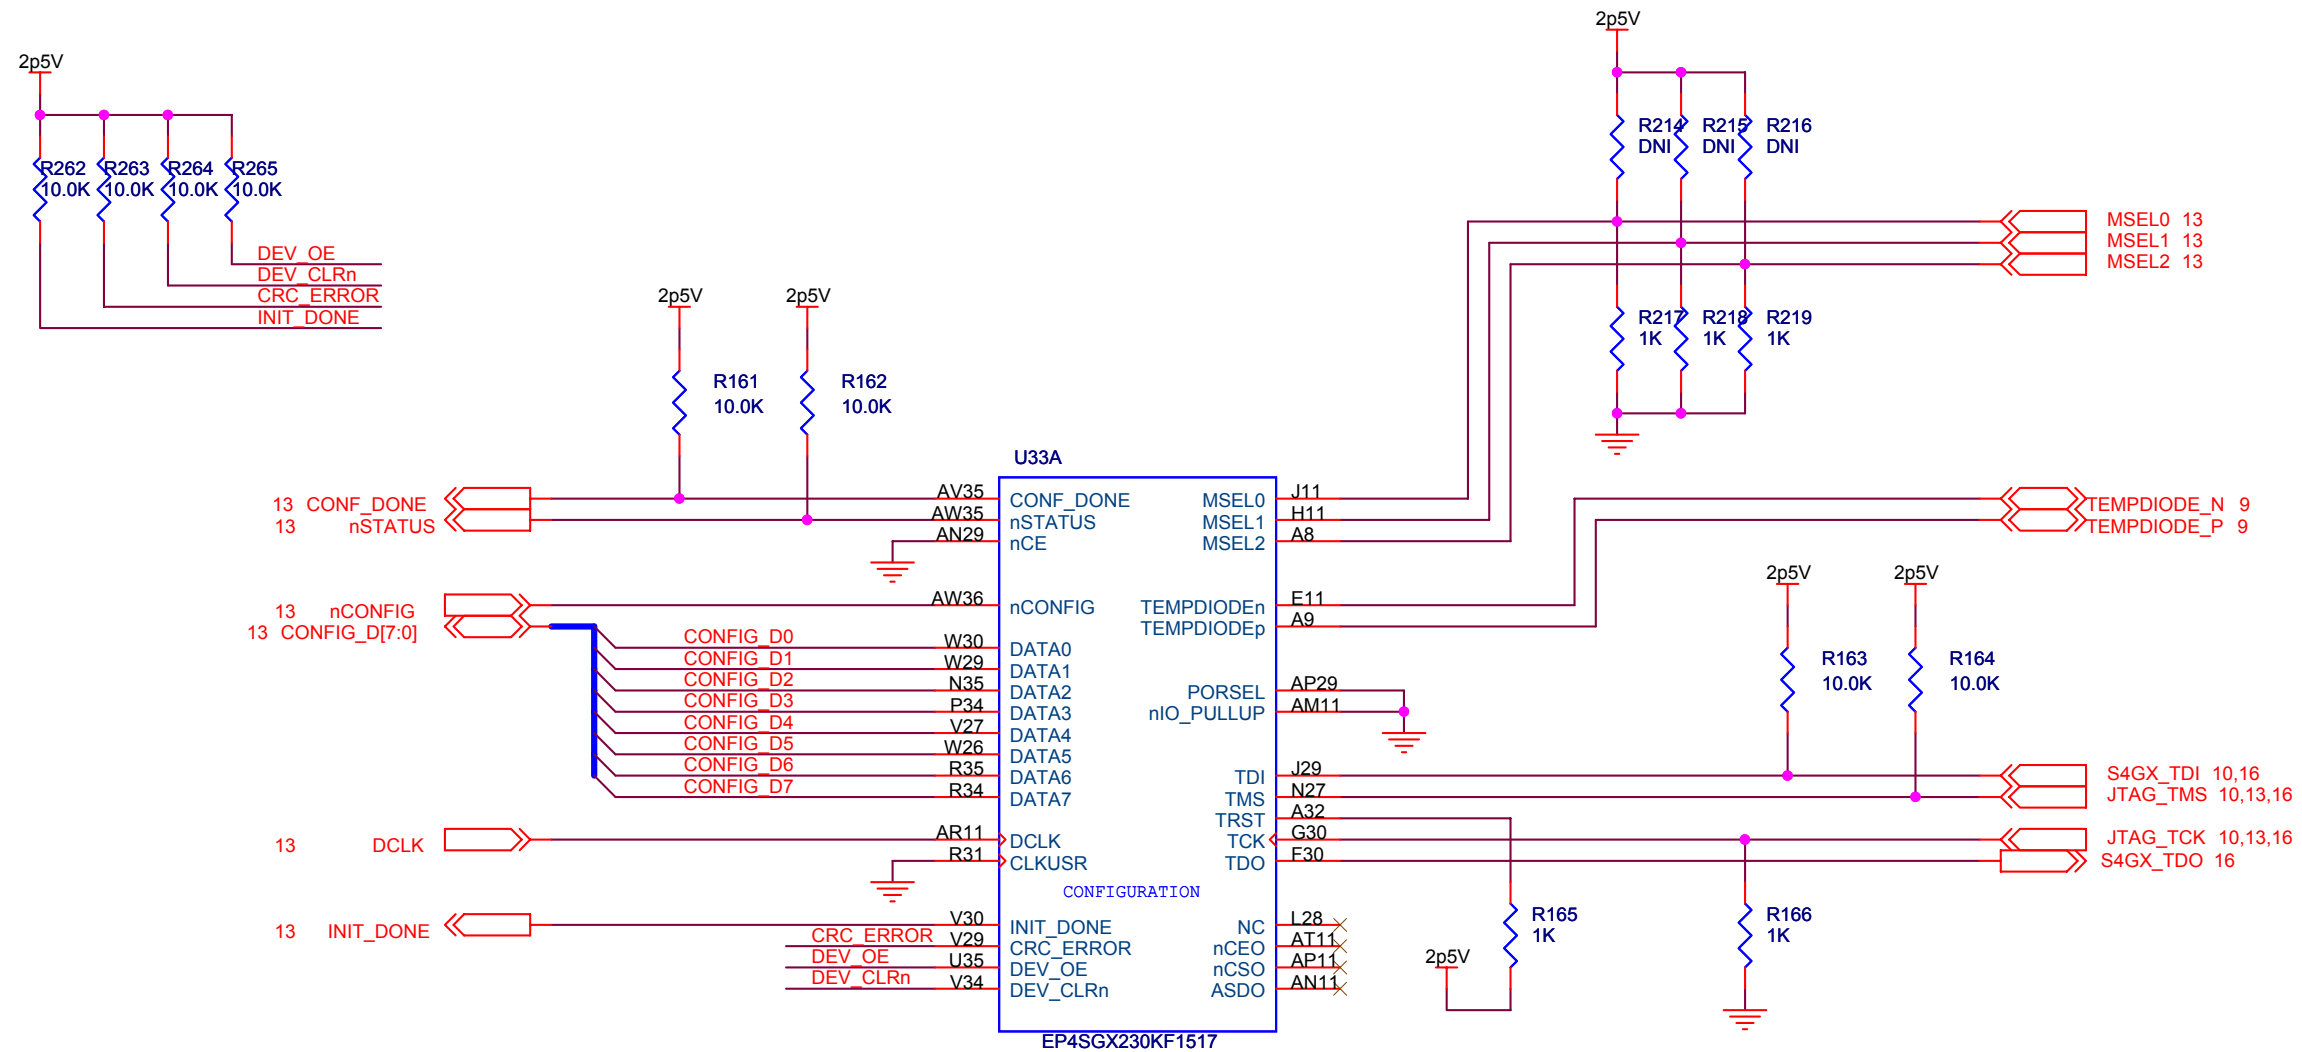 2p5V
R262 10.0K
R263 10.0K
R264 10.0K
R265 10.0K
DEV_OE
DEV_CLRn
CRC_ERROR
INIT_DONE
2p5V
2p5V
R161 10.0K
R162 10.0K
2p5V
R214 DNI
R215 DNI
R216 DNI
MSEL0 13
MSEL1 13
MSEL2 13
R217 1K
R218 1K
R219 1K
U33A
13 CONF_DONE
13 nSTATUS
13 nCONFIG
13 CONFIG_D[7:0]
CONFIG_D0
CONFIG_D1
CONFIG_D2
CONFIG_D3
CONFIG_D4
CONFIG_D5
CONFIG_D6
CONFIG_D7
13 DCLK
13 INIT_DONE
CRC_ERROR
DEV_OE
DEV_CLRn
AV35 CONF_DONE
AW35 nSTATUS
AN29 nCE
AW36 nCONFIG
W30 DATA0
W29 DATA1
N35 DATA2
P34 DATA3
V27 DATA4
W26 DATA5
R35 DATA6
R34 DATA7
AR11 DCLK
R31 CLKUSR
CONFIGURATION
V30 INIT_DONE
V29 CRC_ERROR
U35 DEV_OE
V34 DEV_CLRn
MSEL0 J11
MSEL1 H11
MSEL2 A8
TEMPDIODEn E11
TEMPDIODEp A9
PORSEL AP29
nIO_PULLUP AM11
TDI J29
TMS N27
TRST A32
TCK G30
TDO F30
NC L28
nCEO AT11
nCSO AP11
ASDO AN11
EP4SGX230KF1517
TEMPDIODE_N 9
TEMPDIODE_P 9
2p5V
2p5V
R163 10.0K
R164 10.0K
S4GX_TDI 10,16
JTAG_TMS 10,13,16
JTAG_TCK 10,13,16
S4GX_TDO 16
R165 1K
2p5V
R166 1K